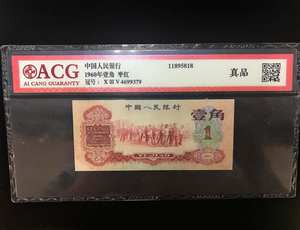 ACG
AI CANG GUARANTY
中国人民银行
1960年壹角 枣红
冠号: X III V 4699379
11895818
真品
中国人民银行
壹角
1